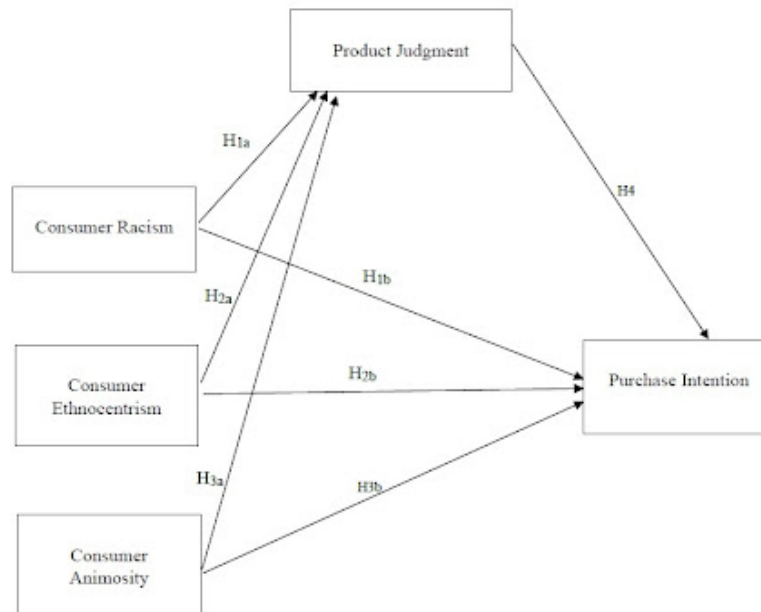 Product Judgment
H1a
H4
Consumer Racism
H1b
H2a
Consumer
Ethnocentrism
H2b
Purchase Intention
H3a
H3b
Consumer
Animosity